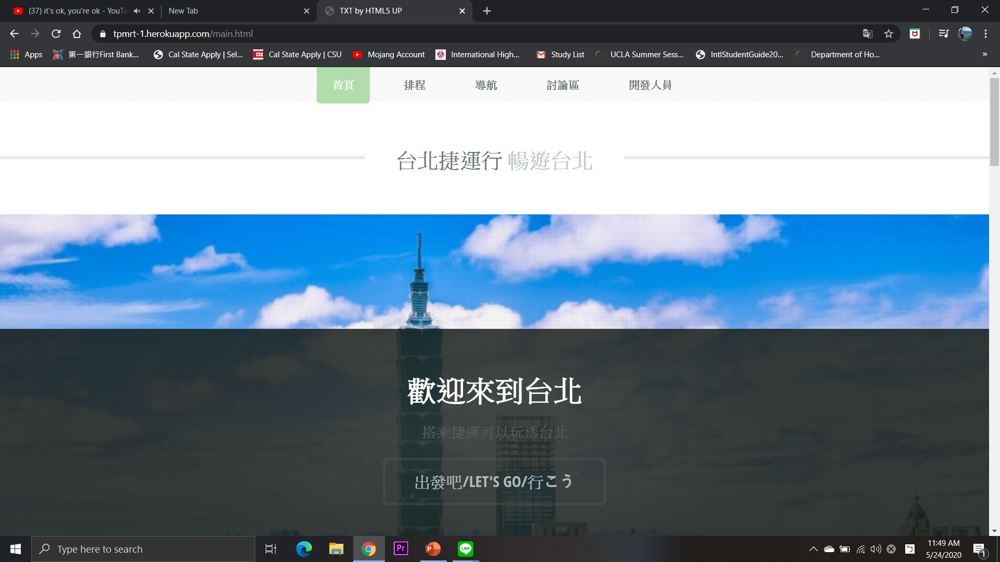 (37) it's ok, you're ok - YouTu
New Tab
TXT by HTML5 UP
tpmrt-1.herokuapp.com/main.html
Apps
第一銀行First Bank...
Cal State Apply | Sel...
CSU
Cal State Apply | CSU
Mojang Account
International High...
Study List
UCLA Summer Sess...
IntlStudentGuide20...
Department of Ho...
»
首頁
排程
導航
討論區
開發人員
台北捷運行 暢遊台北
歡迎來到台北
搭乘捷運可以玩透台北
出發吧/LET'S GO/行こう
Type here to search
Pr
P
LINE
ㄅ
11:49 AM
5/24/2020
1